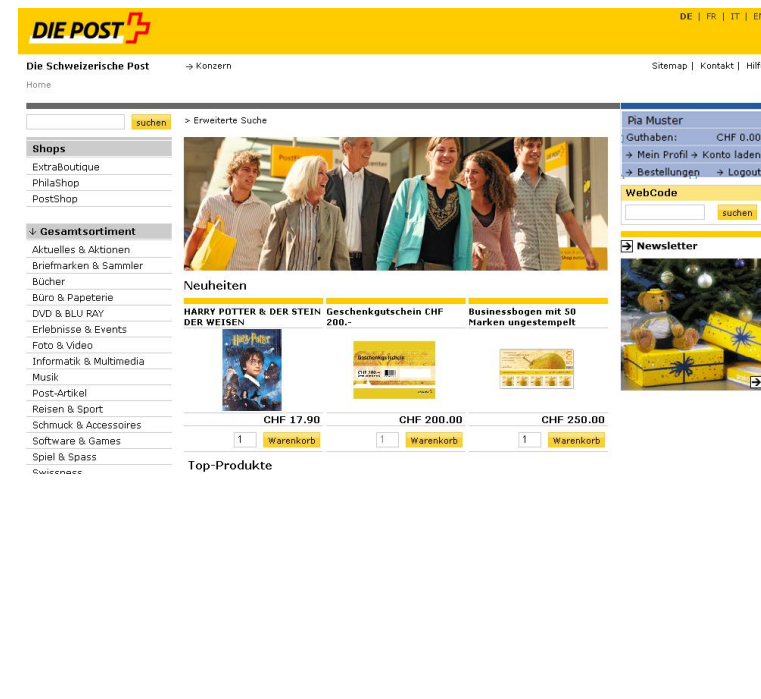 DIE POST
DE | FR | IT | EN
Die Schweizerische Post
→ Konzern
Sitemap | Kontakt | Hilf
Home
suchen
> Erweiterte Suche
Shops
ExtraBoutique
PhilaShop
PostShop
↓ Gesamtsortiment
Aktuelles & Aktionen
Briefmarken & Sammler
Bücher
Büro & Papeterie
DVD & BLU RAY
Erlebnisse & Events
Foto & Video
Informatik & Multimedia
Musik
Post-Artikel
Reisen & Sport
Schmuck & Accessoires
Software & Games
Spiel & Spass
Swissness
Neuheiten
HARRY POTTER & DER STEIN
DER WEISEN
Harry Potter
CHF 17.90
1 Warenkorb
Geschenkgutschein CHF
200.-
Geschenkgutschein
CHF 200.--
CHF 200.00
1 Warenkorb
Businessbogen mit 50
Marken ungestempelt
CHF 250.00
1 Warenkorb
Top-Produkte
Pia Muster
Guthaben: CHF 0.00
→ Mein Profil → Konto laden
→ Bestellungen → Logout
WebCode
suchen
Newsletter